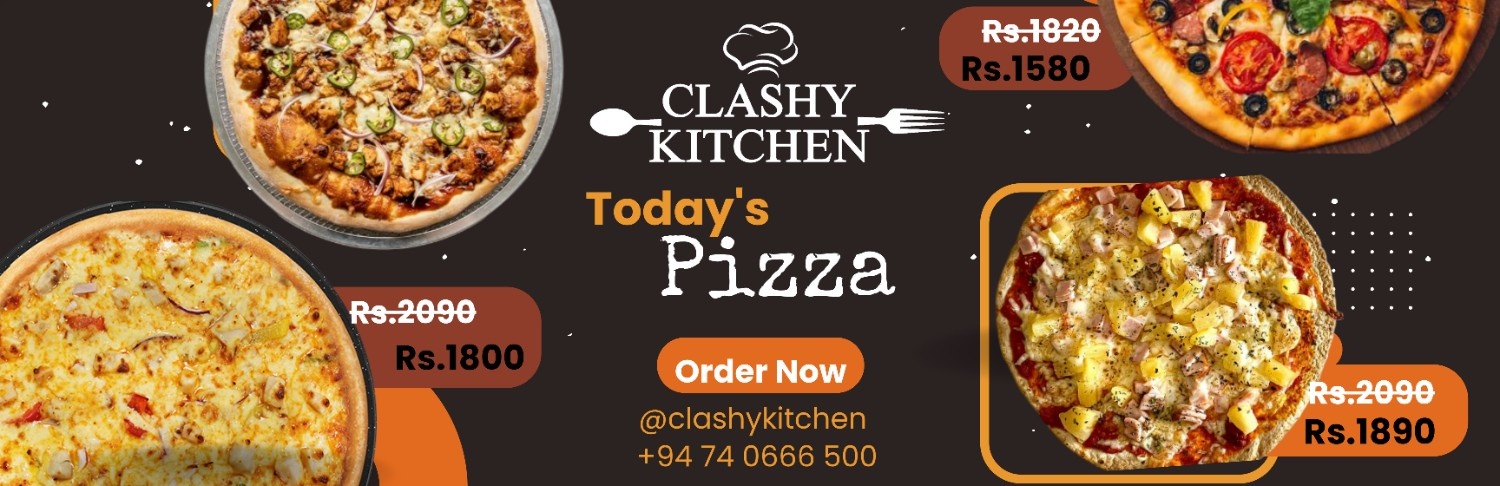 CLASHY
KITCHEN
Today's
Pizza
Order Now
@clashykitchen
+94 74 0666 500
Rs.2090
Rs.1800
Rs.1820
Rs.1580
Rs.2090
Rs.1890